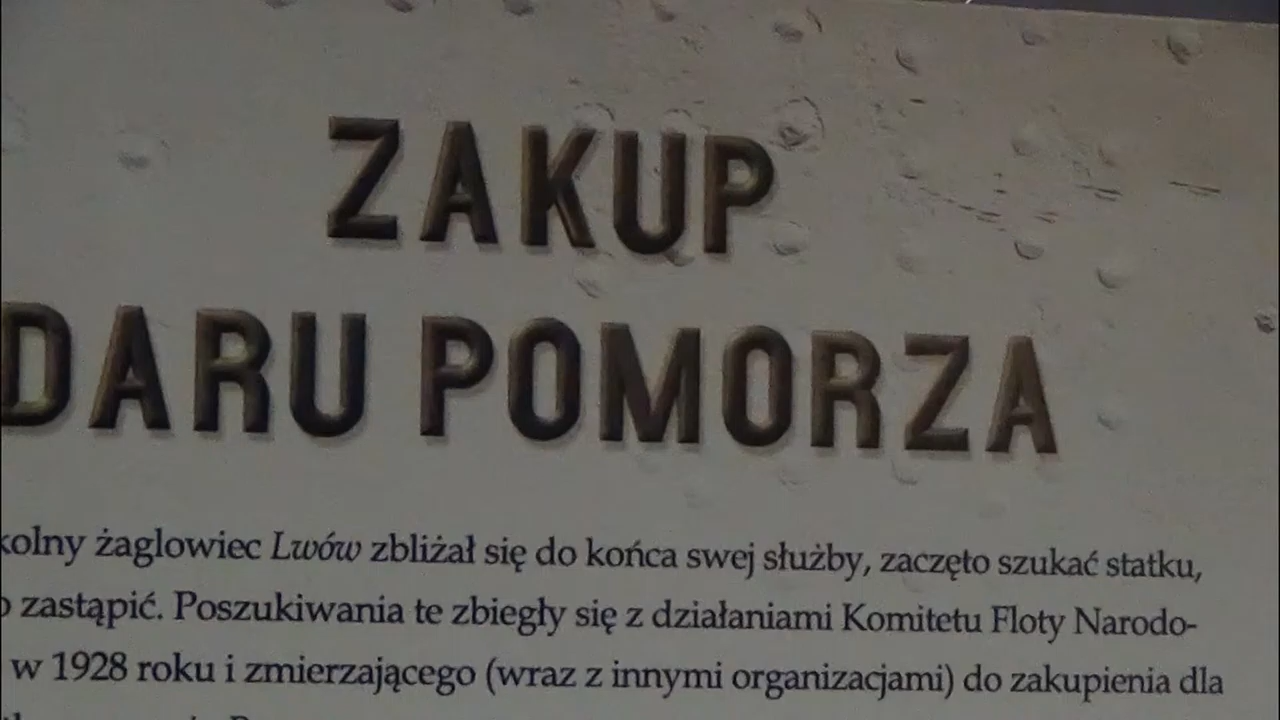 ZAKUP
DARU POMORZA
kolny żaglowiec Lwów zbliżał się do końca swej służby, zaczęto szukać statku,
zastąpić. Poszukiwania te zbiegły się z działaniami Komitetu Floty Narodo-
w 1928 roku i zmierzającego (wraz z innymi organizacjami) do zakupienia dla